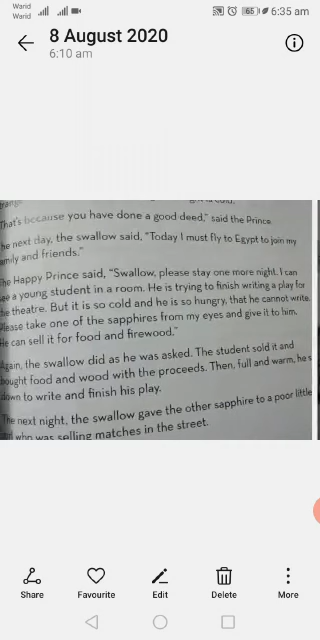 Warid
Warid
65
6:35 am
8 August 2020
6:10 am
That's because you have done a good deed," said the Prince.
he next day, the swallow said, "Today I must fly to Egypt to join my
amily and friends."
he Happy Prince said, "Swallow, please stay one more night. I can
ee a young student in a room. He is trying to finish writing a play for
he theatre. But it is so cold and he is so hungry, that he cannot write.
Please take one of the sapphires from my eyes and give it to him.
He can sell it for food and firewood."
Again, the swallow did as he was asked. The student sold it and
bought food and wood with the proceeds. Then, full and warm, he s
down to write and finish his play.
The next night, the swallow gave the other sapphire to a poor little
who was selling matches in the street.
Share
Favourite
Edit
Delete
More